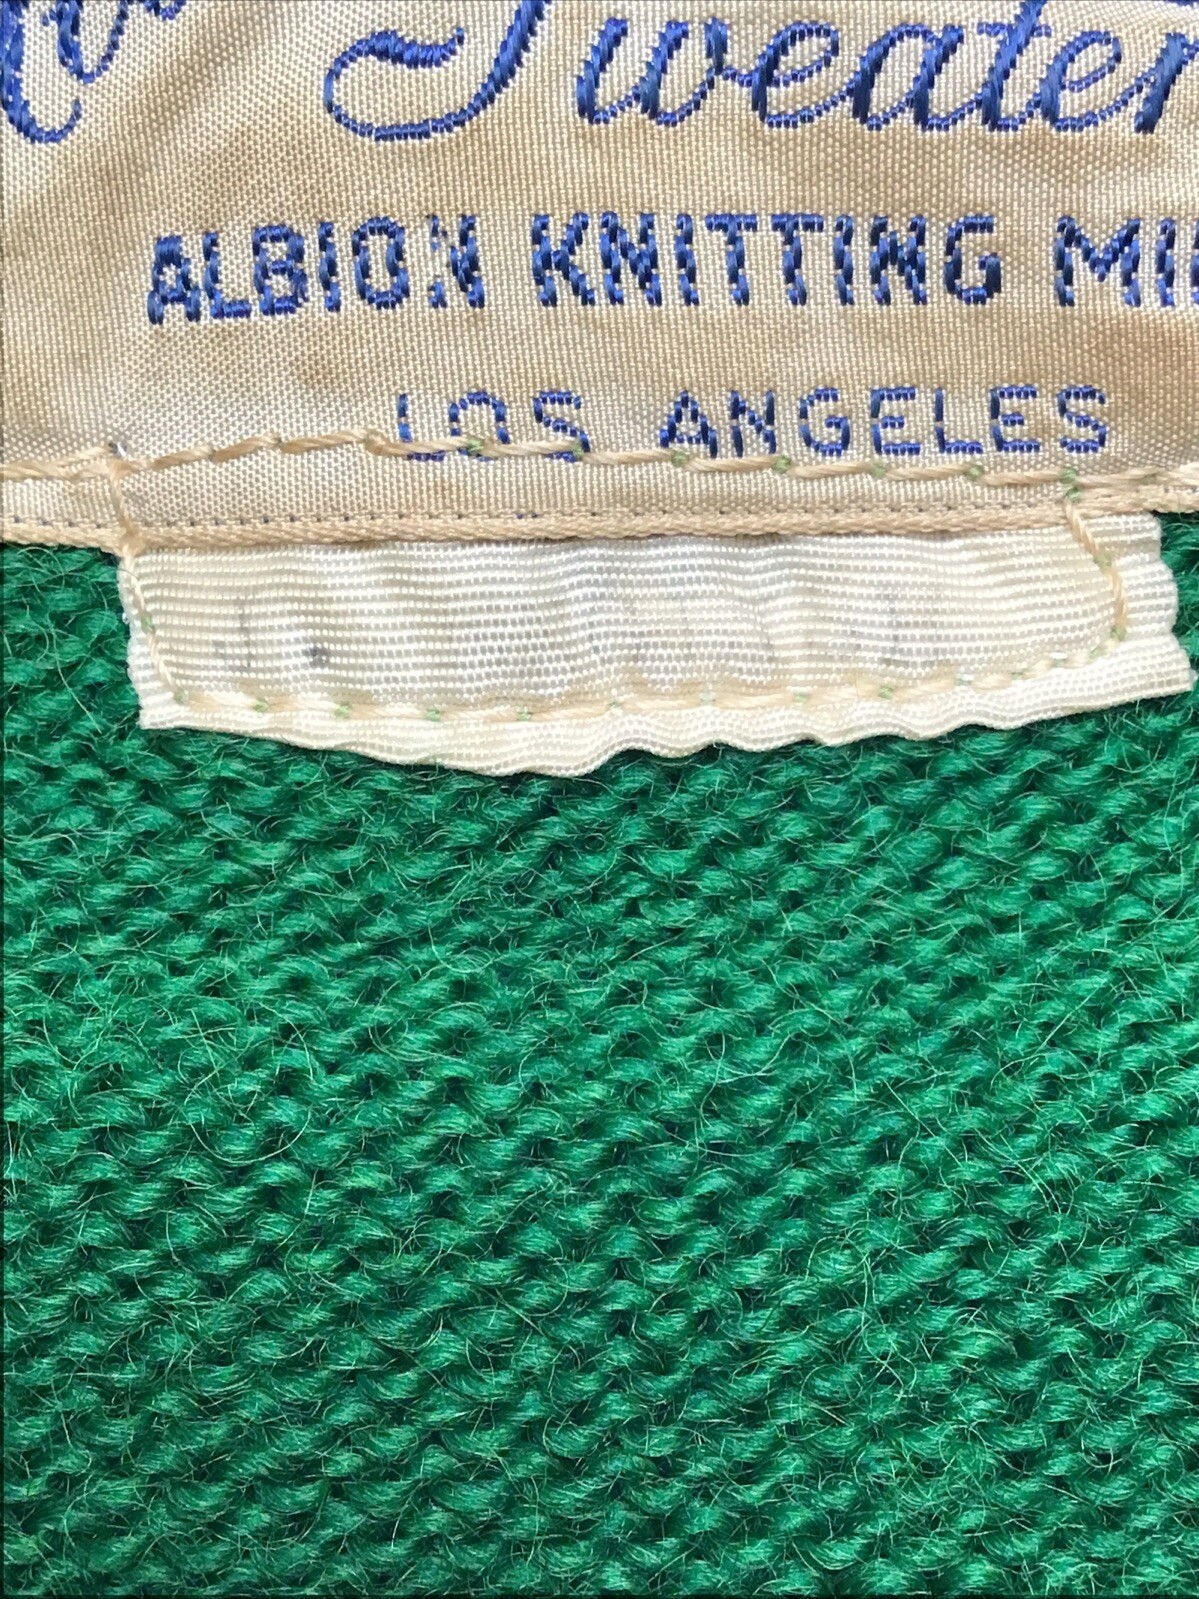 Sweater
ALBION KNITTING MI
LOS ANGELES